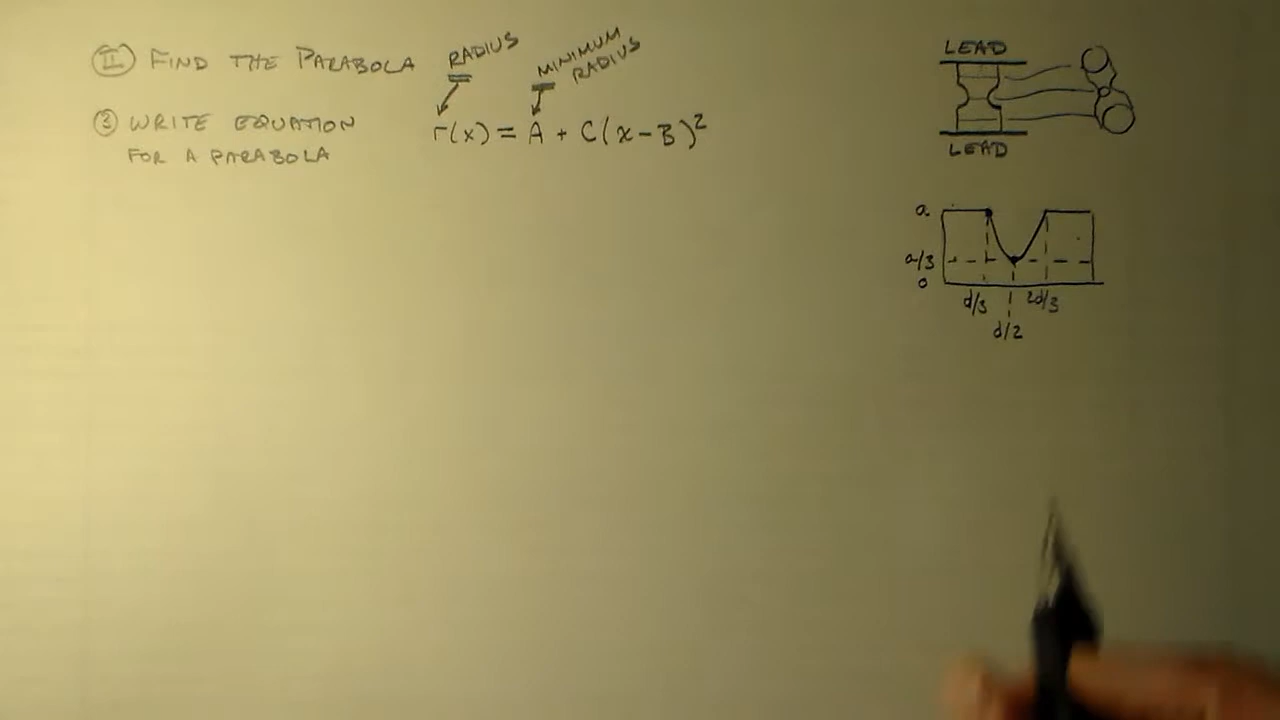 II FIND THE PARABOLA
RADIUS
MINIMUM
RADIUS
3 WRITE EQUATION
FOR A PARABOLA
r(x) = A + C(x-B)²
LEAD
LEAD
a
a/3
0
d/3
2d/3
d/2